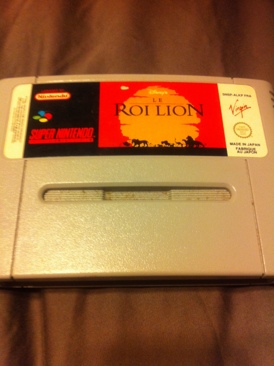 Nintendo
SUPER NINTENDO
Disney's
LE
ROI LION
Virgin
MADE IN JAPAN
FABRIQUÉ
AU JAPON